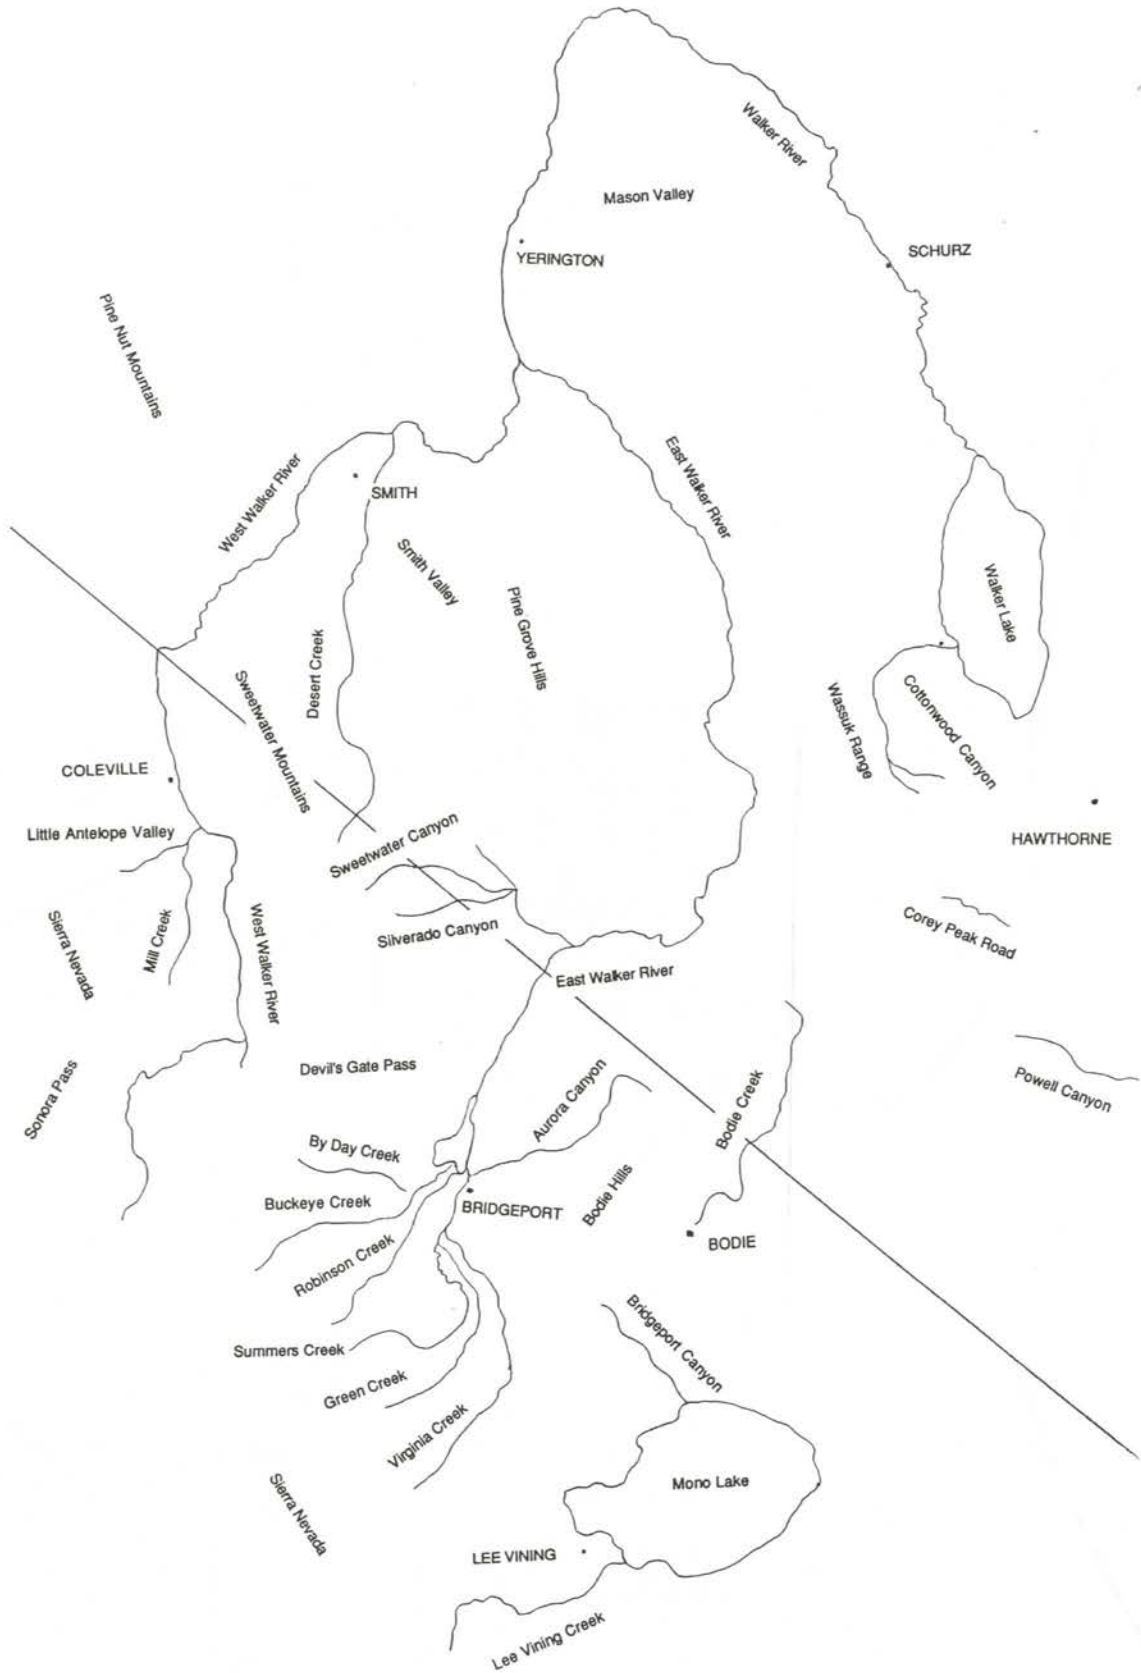 Walker River
Mason Valley
YERINGTON
SCHURZ
Pine Nut Mountains
West Walker River
SMITH
East Walker River
Smith Valley
Pine Grove Hills
Walker Lake
Desert Creek
Sweetwater Mountains
Wassuk Range
Cottonwood Canyon
COLEVILLE
Little Antelope Valley
Sweetwater Canyon
HAWTHORNE
Sierra Nevada
Mill Creek
West Walker River
Silverado Canyon
Corey Peak Road
East Walker River
Devil's Gate Pass
Sonora Pass
Aurora Canyon
Bodie Creek
Powell Canyon
By Day Creek
Buckeye Creek
BRIDGEPORT
Bodie Hills
BODIE
Robinson Creek
Summers Creek
Green Creek
Bridgeport Canyon
Virginia Creek
Mono Lake
Sierra Nevada
LEE VINING
Lee Vining Creek